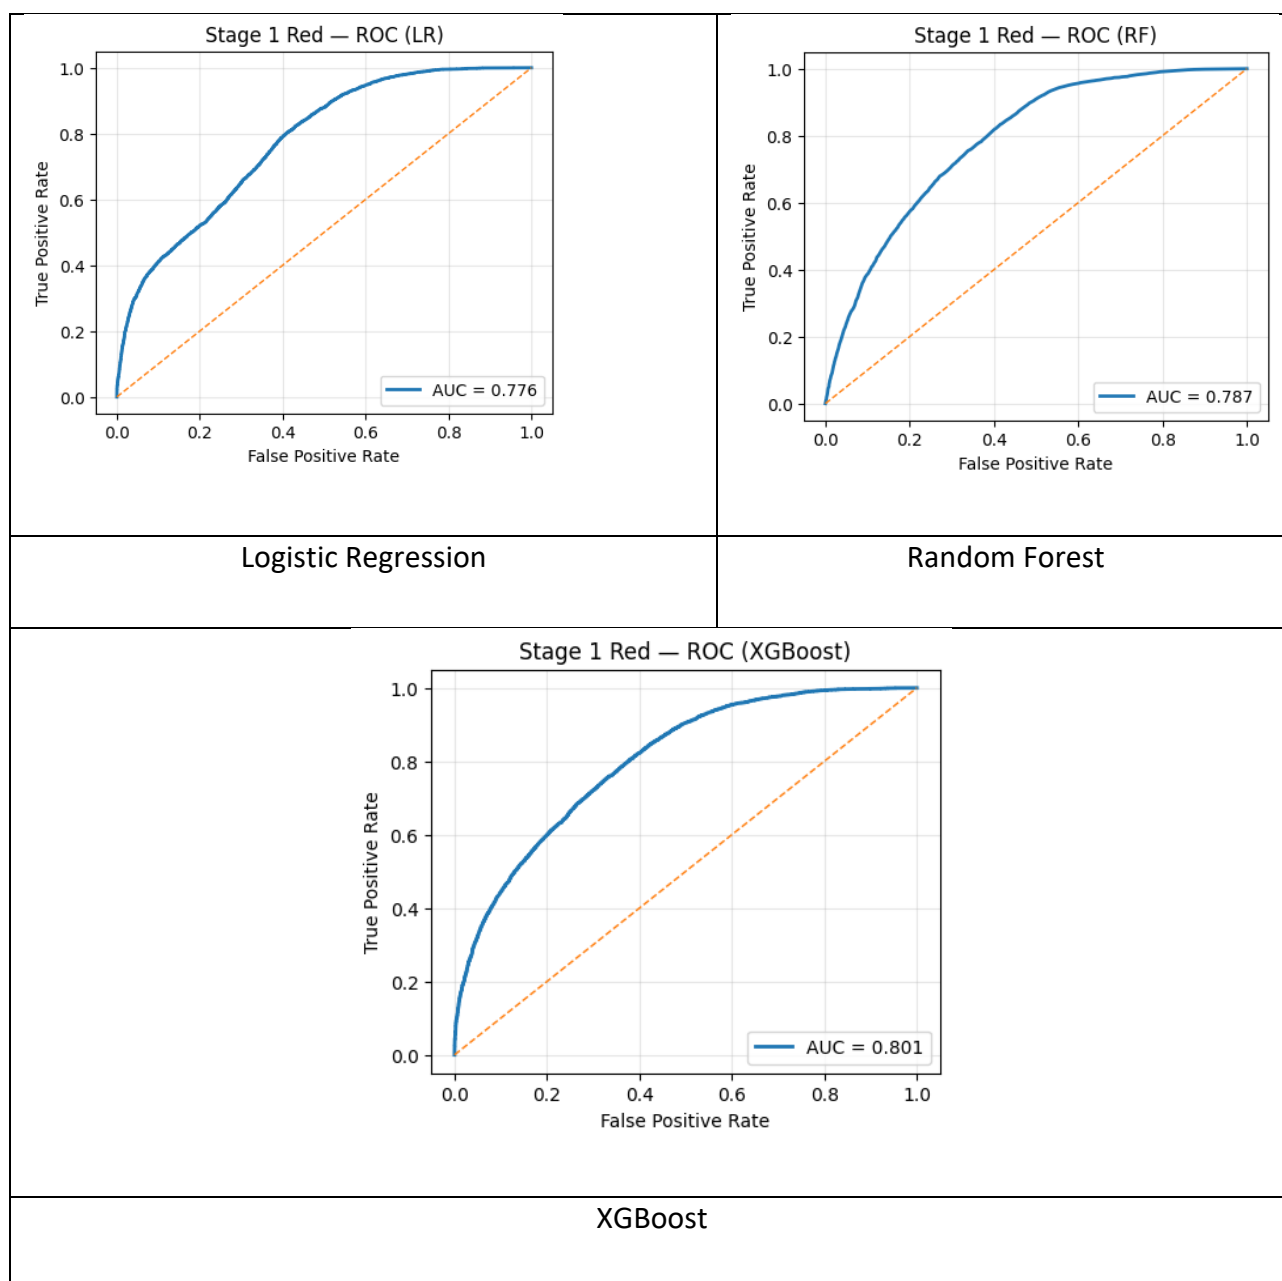 Stage 1 Red — ROC (LR)
1.0
0.8
0.6
0.4
0.2
0.0
True Positive Rate
AUC = 0.776
0.0 0.2 0.4 0.6 0.8 1.0
False Positive Rate
Stage 1 Red — ROC (RF)
1.0
0.8
0.6
0.4
0.2
0.0
True Positive Rate
AUC = 0.787
0.0 0.2 0.4 0.6 0.8 1.0
False Positive Rate
Logistic Regression
Random Forest
Stage 1 Red — ROC (XGBoost)
1.0
0.8
0.6
0.4
0.2
0.0
True Positive Rate
AUC = 0.801
0.0 0.2 0.4 0.6 0.8 1.0
False Positive Rate
XGBoost